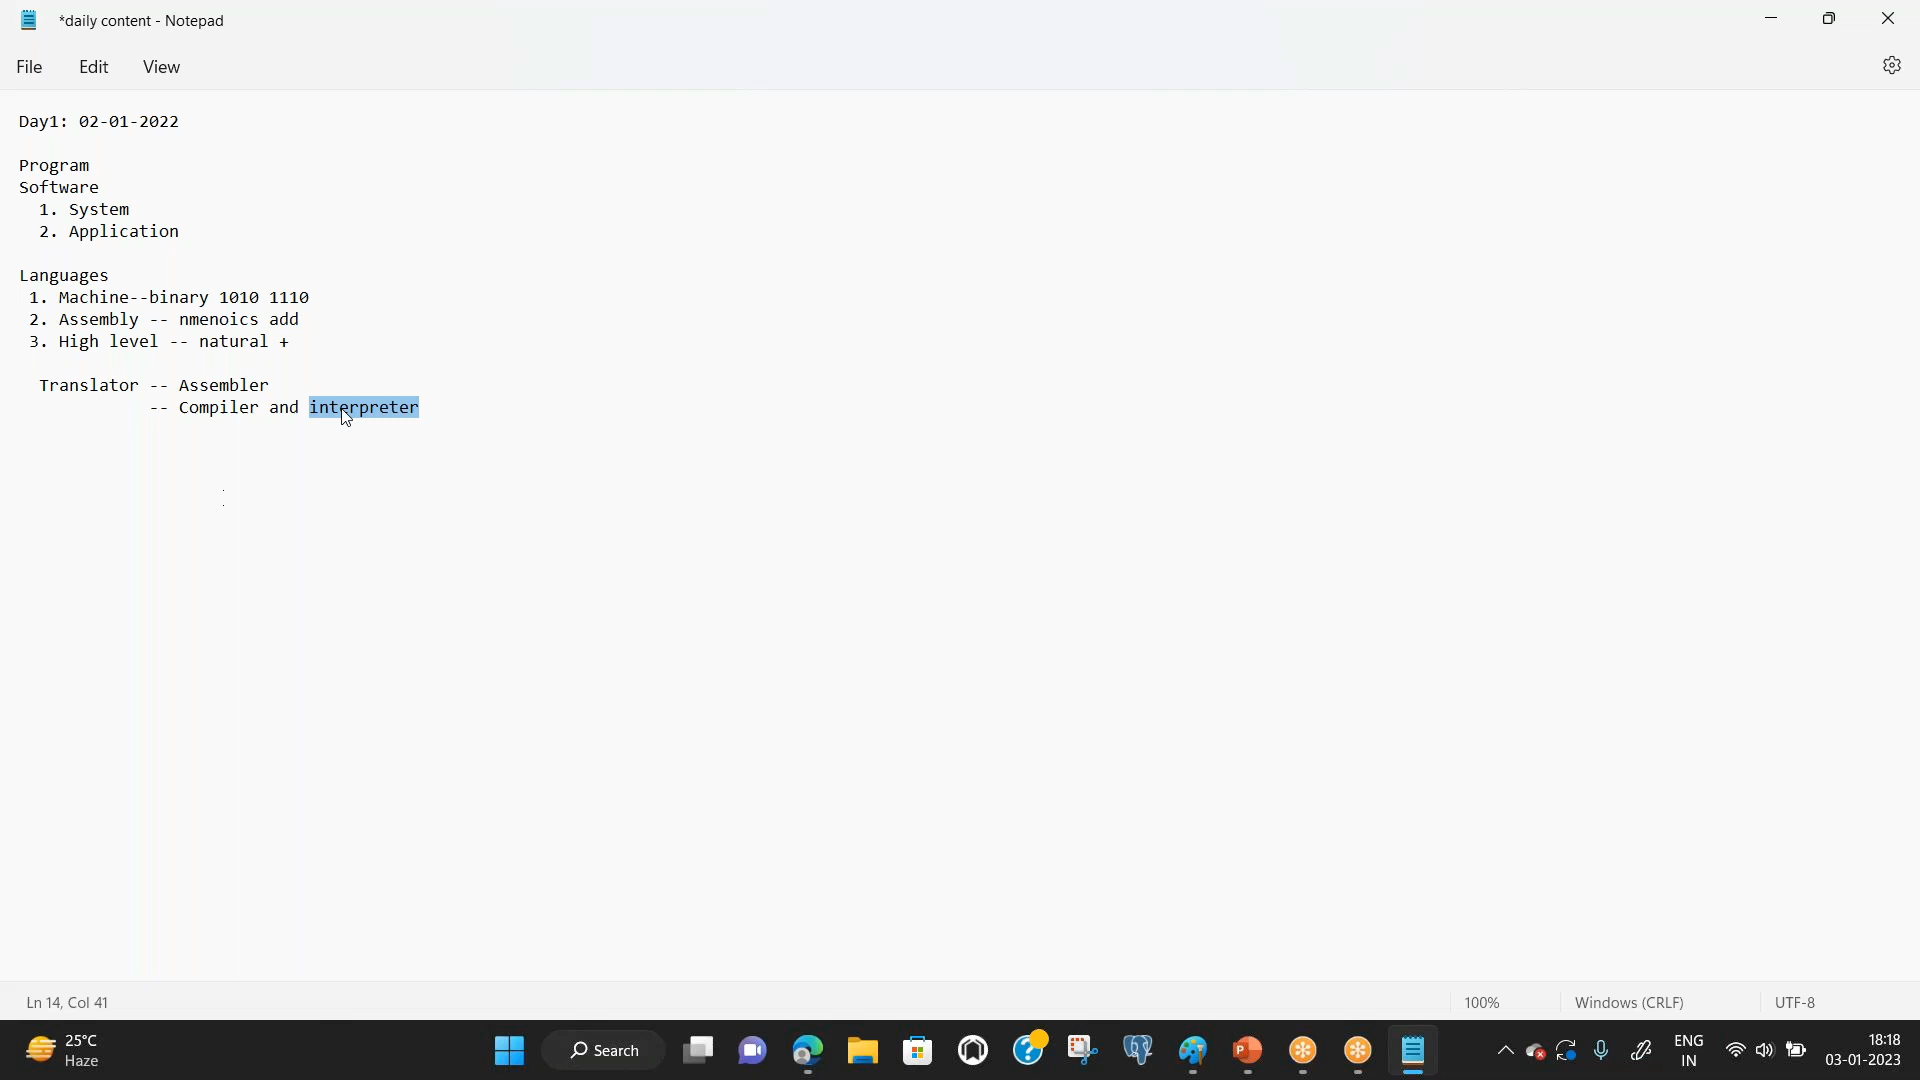 *daily content - Notepad
File Edit View
Day1: 02-01-2022
Program
Software
1. System
2. Application
Languages
1. Machine--binary 1010 1110
2. Assembly -- nmenoics add
3. High level -- natural +
Translator -- Assembler
-- Compiler and interpreter
Ln 14, Col 41 100% Windows (CRLF) UTF-8
25°C
Haze
Search
ENG
IN
18:18
03-01-2023